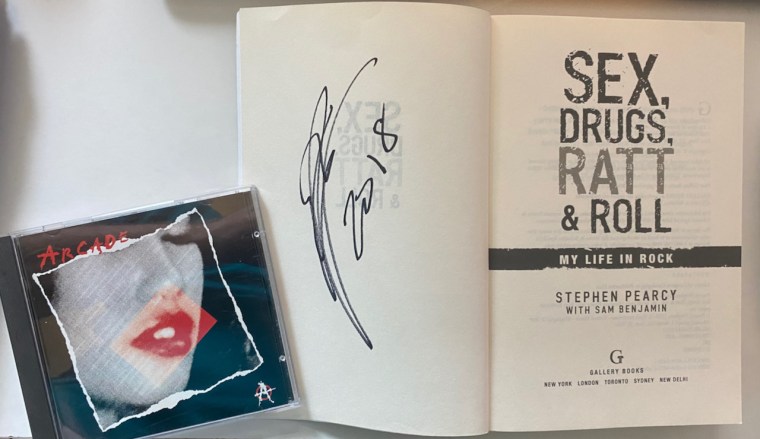 ARCADE
A
2018
SEX,
DRUGS,
RATT
& ROLL
MY LIFE IN ROCK
STEPHEN PEARCY
WITH SAM BENJAMIN
G
GALLERY BOOKS
NEW YORK LONDON TORONTO SYDNEY NEW DELHI